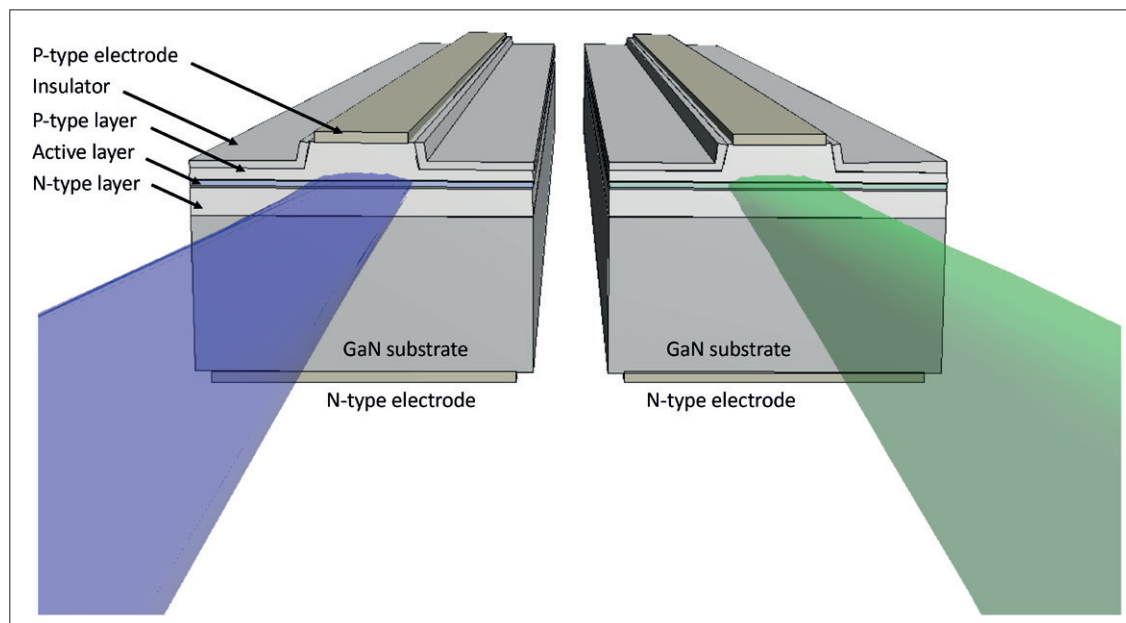 P-type electrode
Insulator
P-type layer
Active layer
N-type layer
GaN substrate
GaN substrate
N-type electrode
N-type electrode